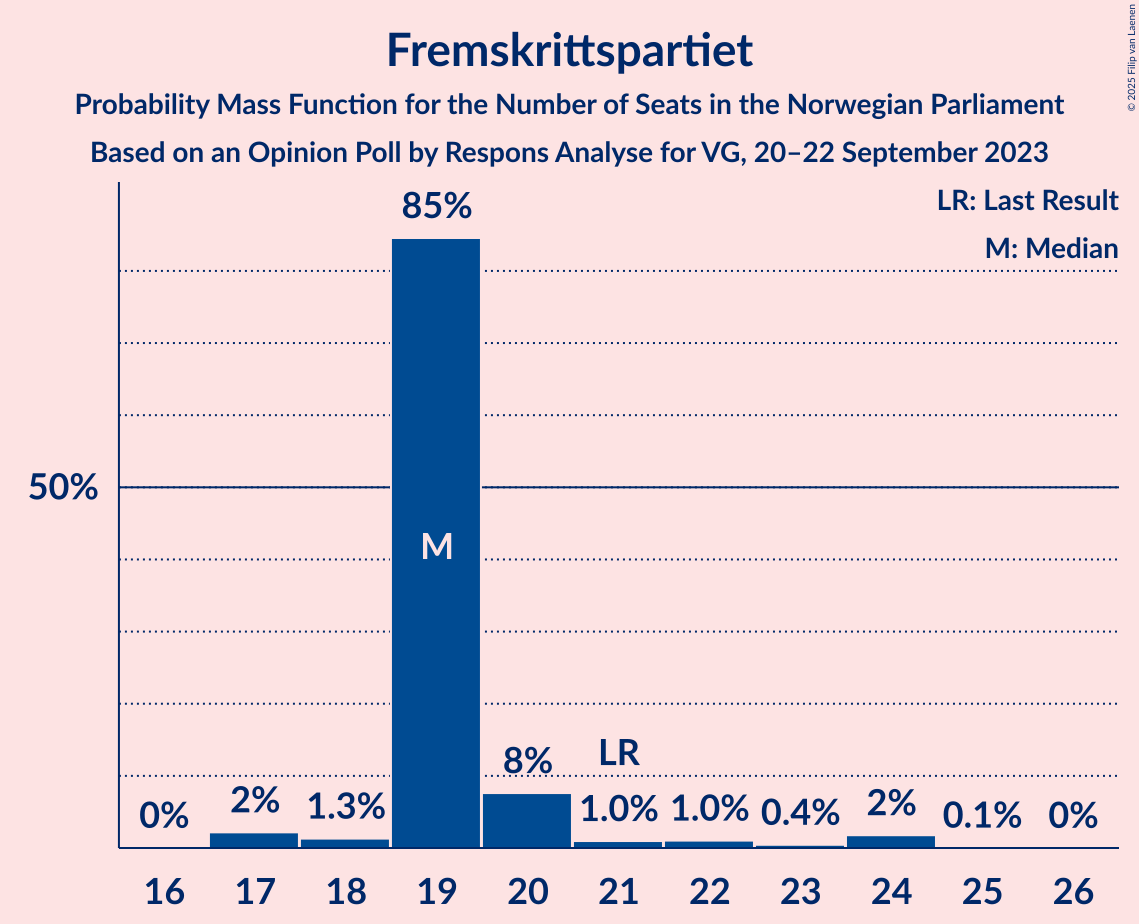 Fremskrittspartiet
Probability Mass Function for the Number of Seats in the Norwegian Parliament
Based on an Opinion Poll by Respons Analyse for VG, 20–22 September 2023
© 2025 Filip van Laenen
LR: Last Result
M: Median
85%
50%
M
8%
LR
0%
2%
1.3%
1.0%
1.0%
0.4%
2%
0.1%
0%
16 17 18 19 20 21 22 23 24 25 26